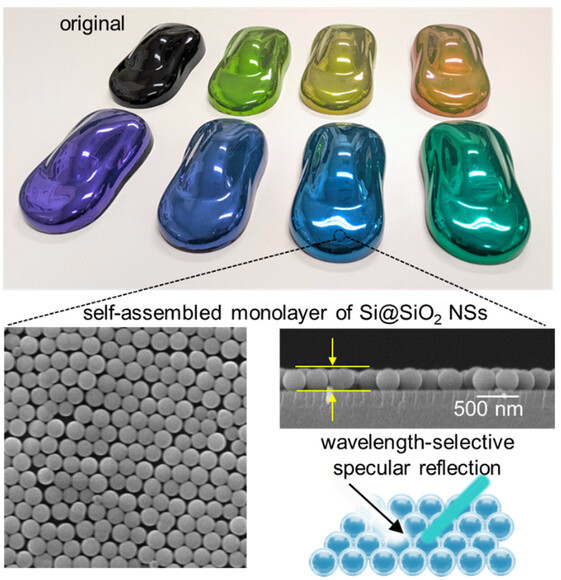 original
self-assembled monolayer of Si@SiO₂ NSs
500 nm
wavelength-selective
specular reflection